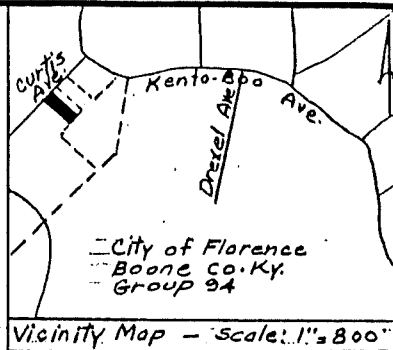 Curtis
Ave.
Kento-Boo
Ave.
Drexel Ave
City of Florence
Boone Co. Ky.
Group 94
Vicinity Map - Scale: 1"=800'